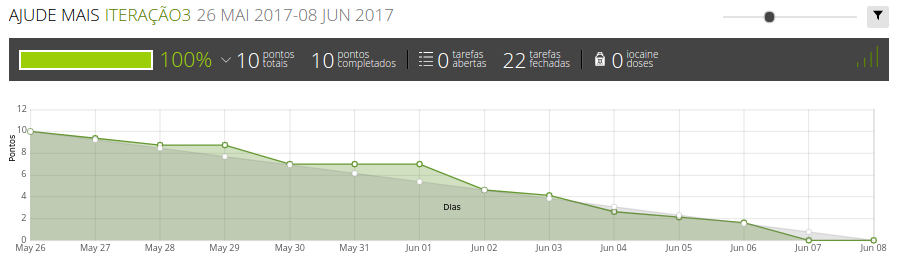 AJUDE MAIS ITERAÇÃO3 26 MAI 2017-08 JUN 2017
100% 10 pontos totais 10 pontos completados 0 tarefas abertas 22 tarefas fechadas 0 iocaine doses
12
10
8
6
4
2
0
Pontos
Dias
May 26 May 27 May 28 May 29 May 30 May 31 Jun 01 Jun 02 Jun 03 Jun 04 Jun 05 Jun 06 Jun 07 Jun 08